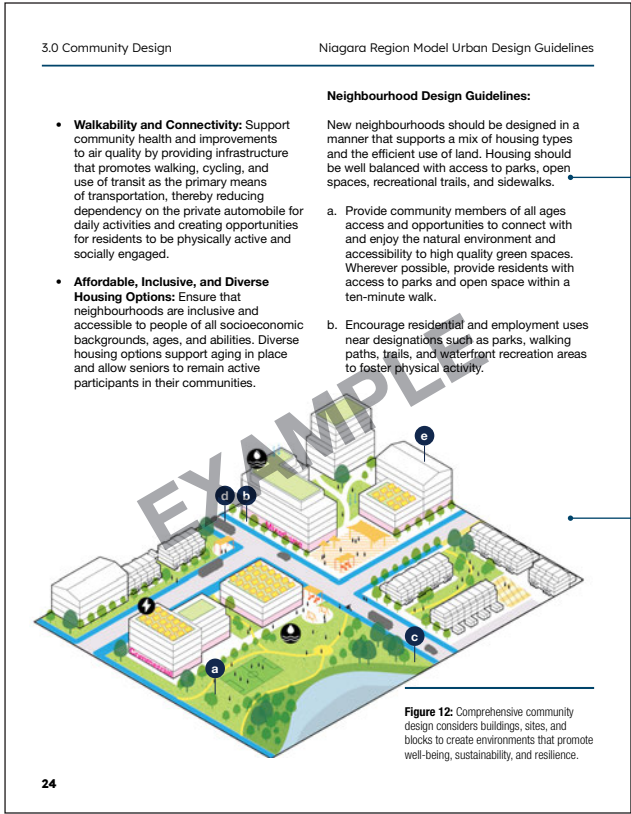 3.0 Community Design
Niagara Region Model Urban Design Guidelines
• Walkability and Connectivity: Support
community health and improvements
to air quality by providing infrastructure
that promotes walking, cycling, and
use of transit as the primary means
of transportation, thereby reducing
dependency on the private automobile for
daily activities and creating opportunities
for residents to be physically active and
socially engaged.
• Affordable, Inclusive, and Diverse
Housing Options: Ensure that
neighbourhoods are inclusive and
accessible to people of all socioeconomic
backgrounds, ages, and abilities. Diverse
housing options support aging in place
and allow seniors to remain active
participants in their communities.
Neighbourhood Design Guidelines:
New neighbourhoods should be designed in a
manner that supports a mix of housing types
and the efficient use of land. Housing should
be well balanced with access to parks, open
spaces, recreational trails, and sidewalks.
a. Provide community members of all ages
access and opportunities to connect with
and enjoy the natural environment and
accessibility to high quality green spaces.
Wherever possible, provide residents with
access to parks and open space within a
ten-minute walk.
b. Encourage residential and employment uses
near designations such as parks, walking
paths, trails, and waterfront recreation areas
to foster physical activity.
EXAMPLE
e
d
b
c
a
Figure 12: Comprehensive community
design considers buildings, sites, and
blocks to create environments that promote
well-being, sustainability, and resilience.
24